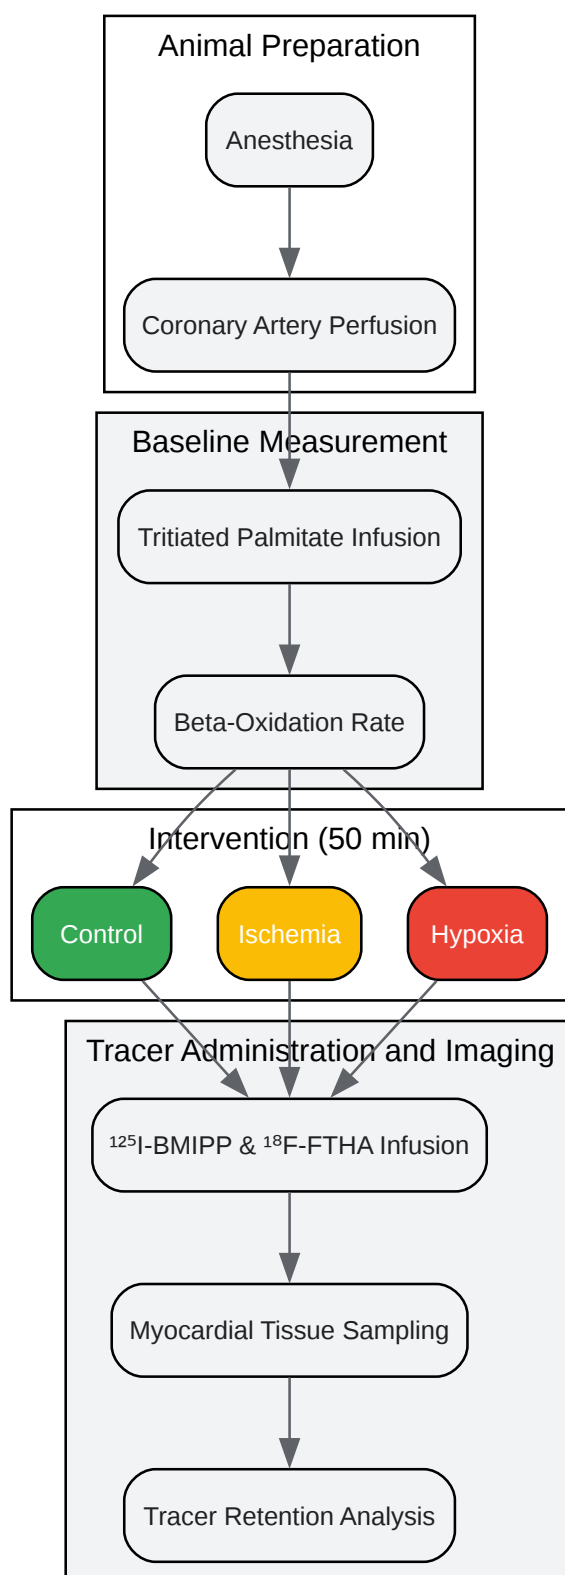 Animal Preparation
Anesthesia
Coronary Artery Perfusion
Baseline Measurement
Tritiated Palmitate Infusion
Beta-Oxidation Rate
Intervention (50 min)
Control
Ischemia
Hypoxia
Tracer Administration and Imaging
¹²⁵I-BMIPP & ¹⁸F-FTHA Infusion
Myocardial Tissue Sampling
Tracer Retention Analysis